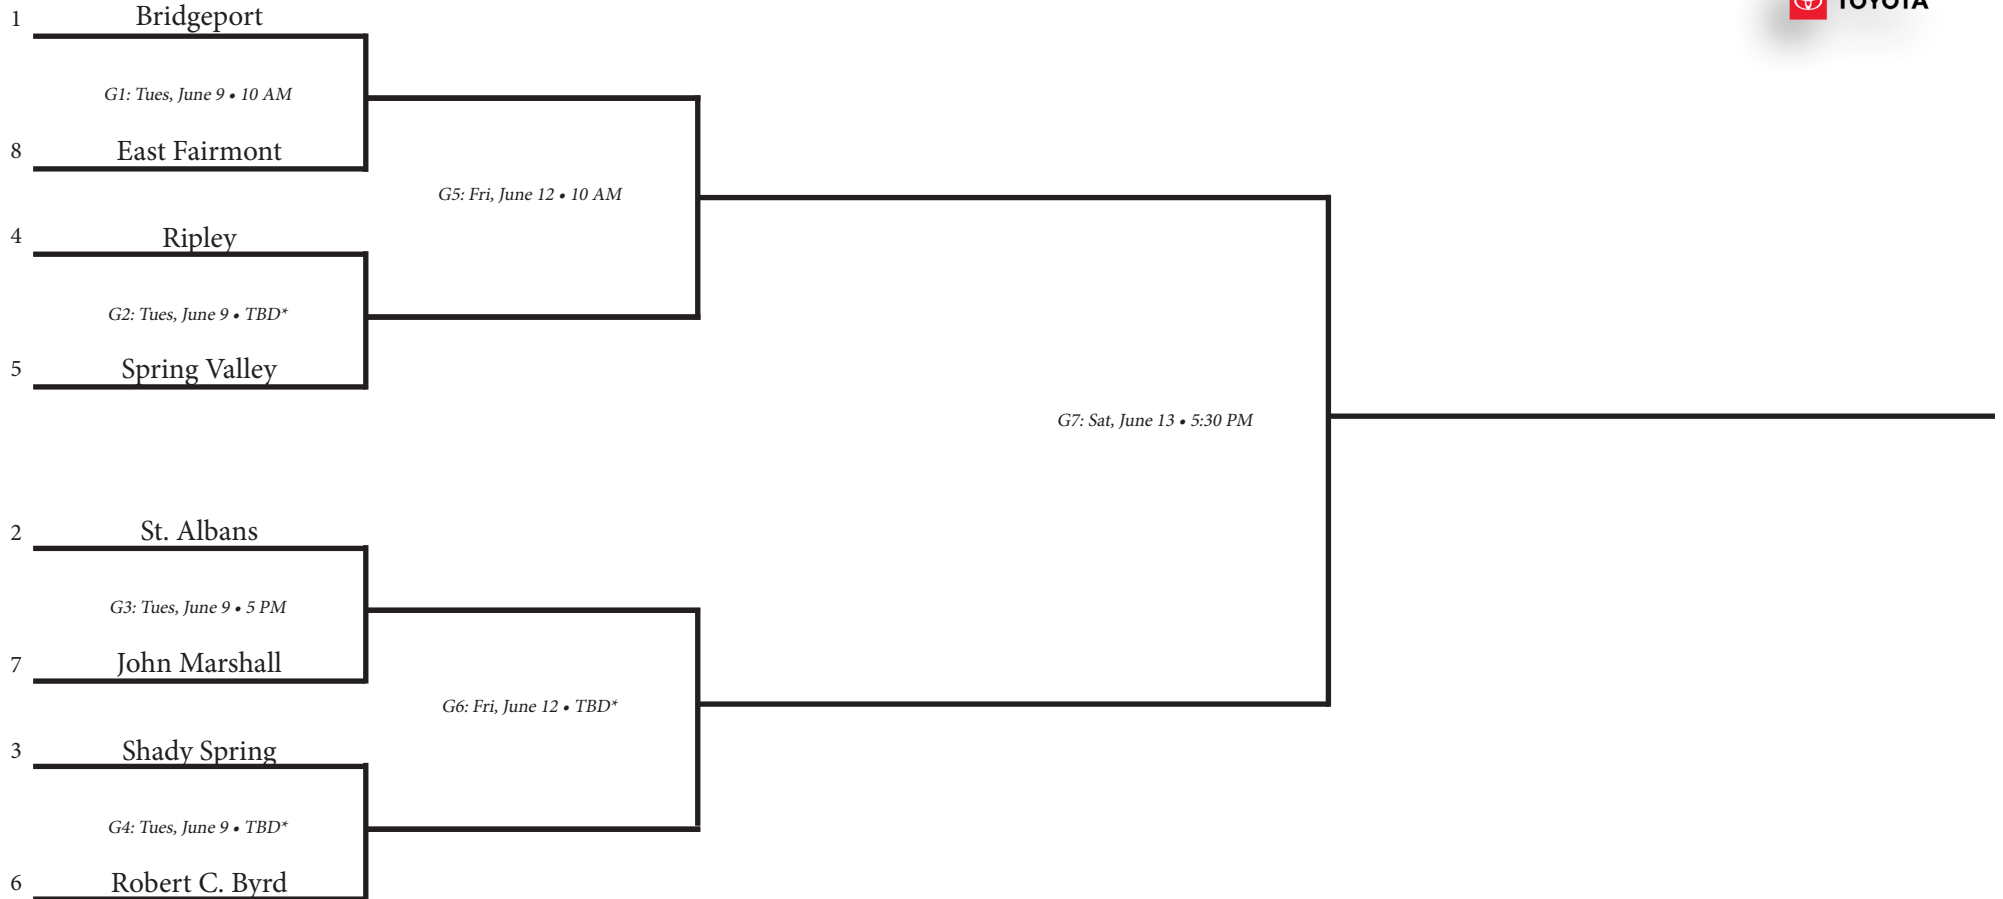 TOYOTA
1 Bridgeport
G1: Tues, June 9 • 10 AM
8 East Fairmont
G5: Fri, June 12 • 10 AM
4 Ripley
G2: Tues, June 9 • TBD*
5 Spring Valley
G7: Sat, June 13 • 5:30 PM
2 St. Albans
G3: Tues, June 9 • 5 PM
7 John Marshall
G6: Fri, June 12 • TBD*
3 Shady Spring
G4: Tues, June 9 • TBD*
6 Robert C. Byrd